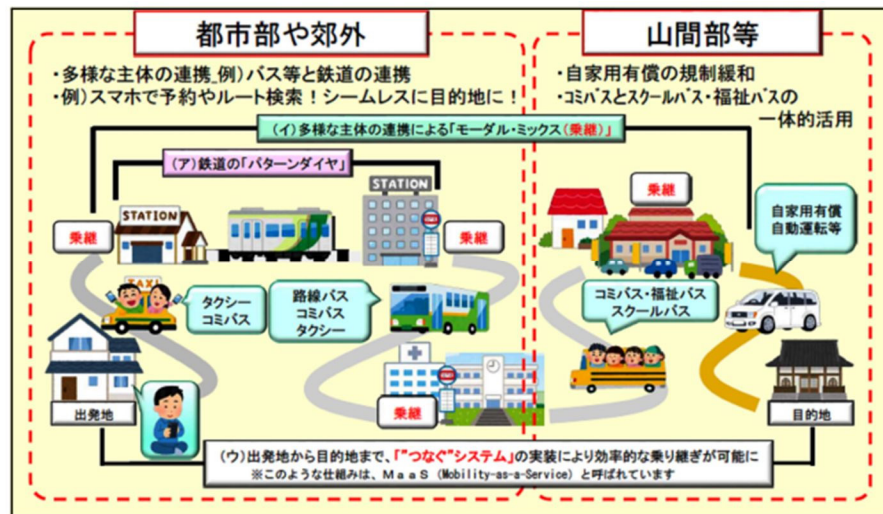 都市部や郊外
山間部等
・多様な主体の連携_例）バス等と鉄道の連携
・例）スマホで予約やルート検索！シームレスに目的地に！
・自家用有償の規制緩和
・コミバスとスクールバス・福祉バスの
一体的活用
（イ）多様な主体の連携による「モーダル・ミックス（乗継）」
（ア）鉄道の「パターンダイヤ」
STATION
STATION
乗継
乗継
乗継
自家用有償
自動運転等
TAXI
タクシー
コミバス
路線バス
コミバス
タクシー
コミバス・福祉バス
スクールバス
乗継
出発地
目的地
（ウ）出発地から目的地まで、「”つなぐ”システム」の実装により効率的な乗り継ぎが可能に
※このような仕組みは、ＭａａＳ（Mobility-as-a-Service）と呼ばれています